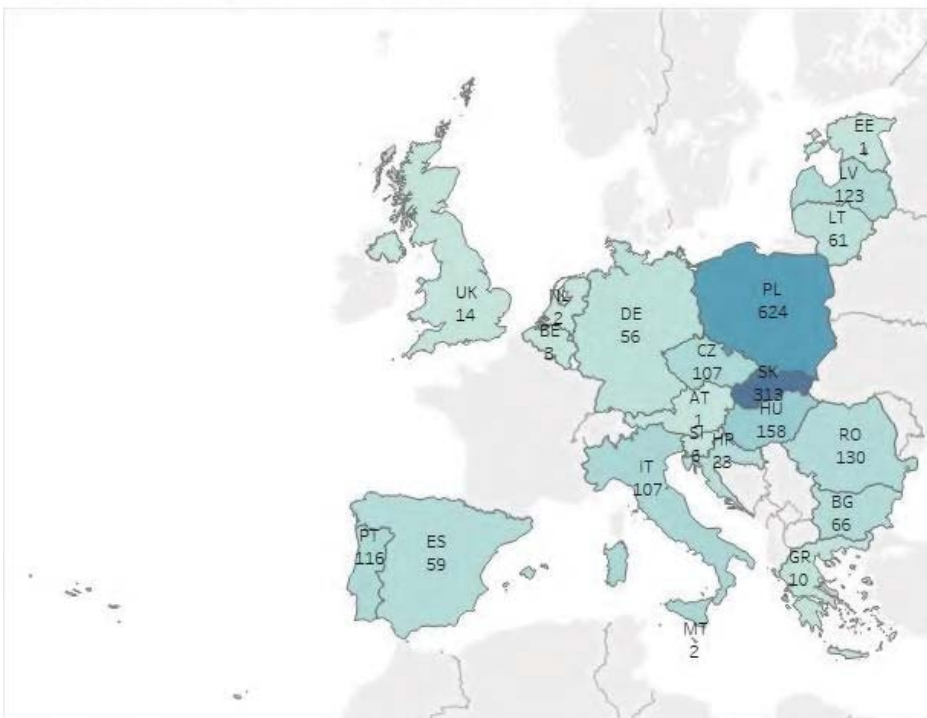 EE
1
LV
123
LT
61
PL
624
UK
14
NL
2
BE
3
DE
56
CZ
107
SK
313
AT
1
HU
158
SI
6
HR
23
RO
130
IT
107
BG
66
PT
116
ES
59
GR
10
MT
2